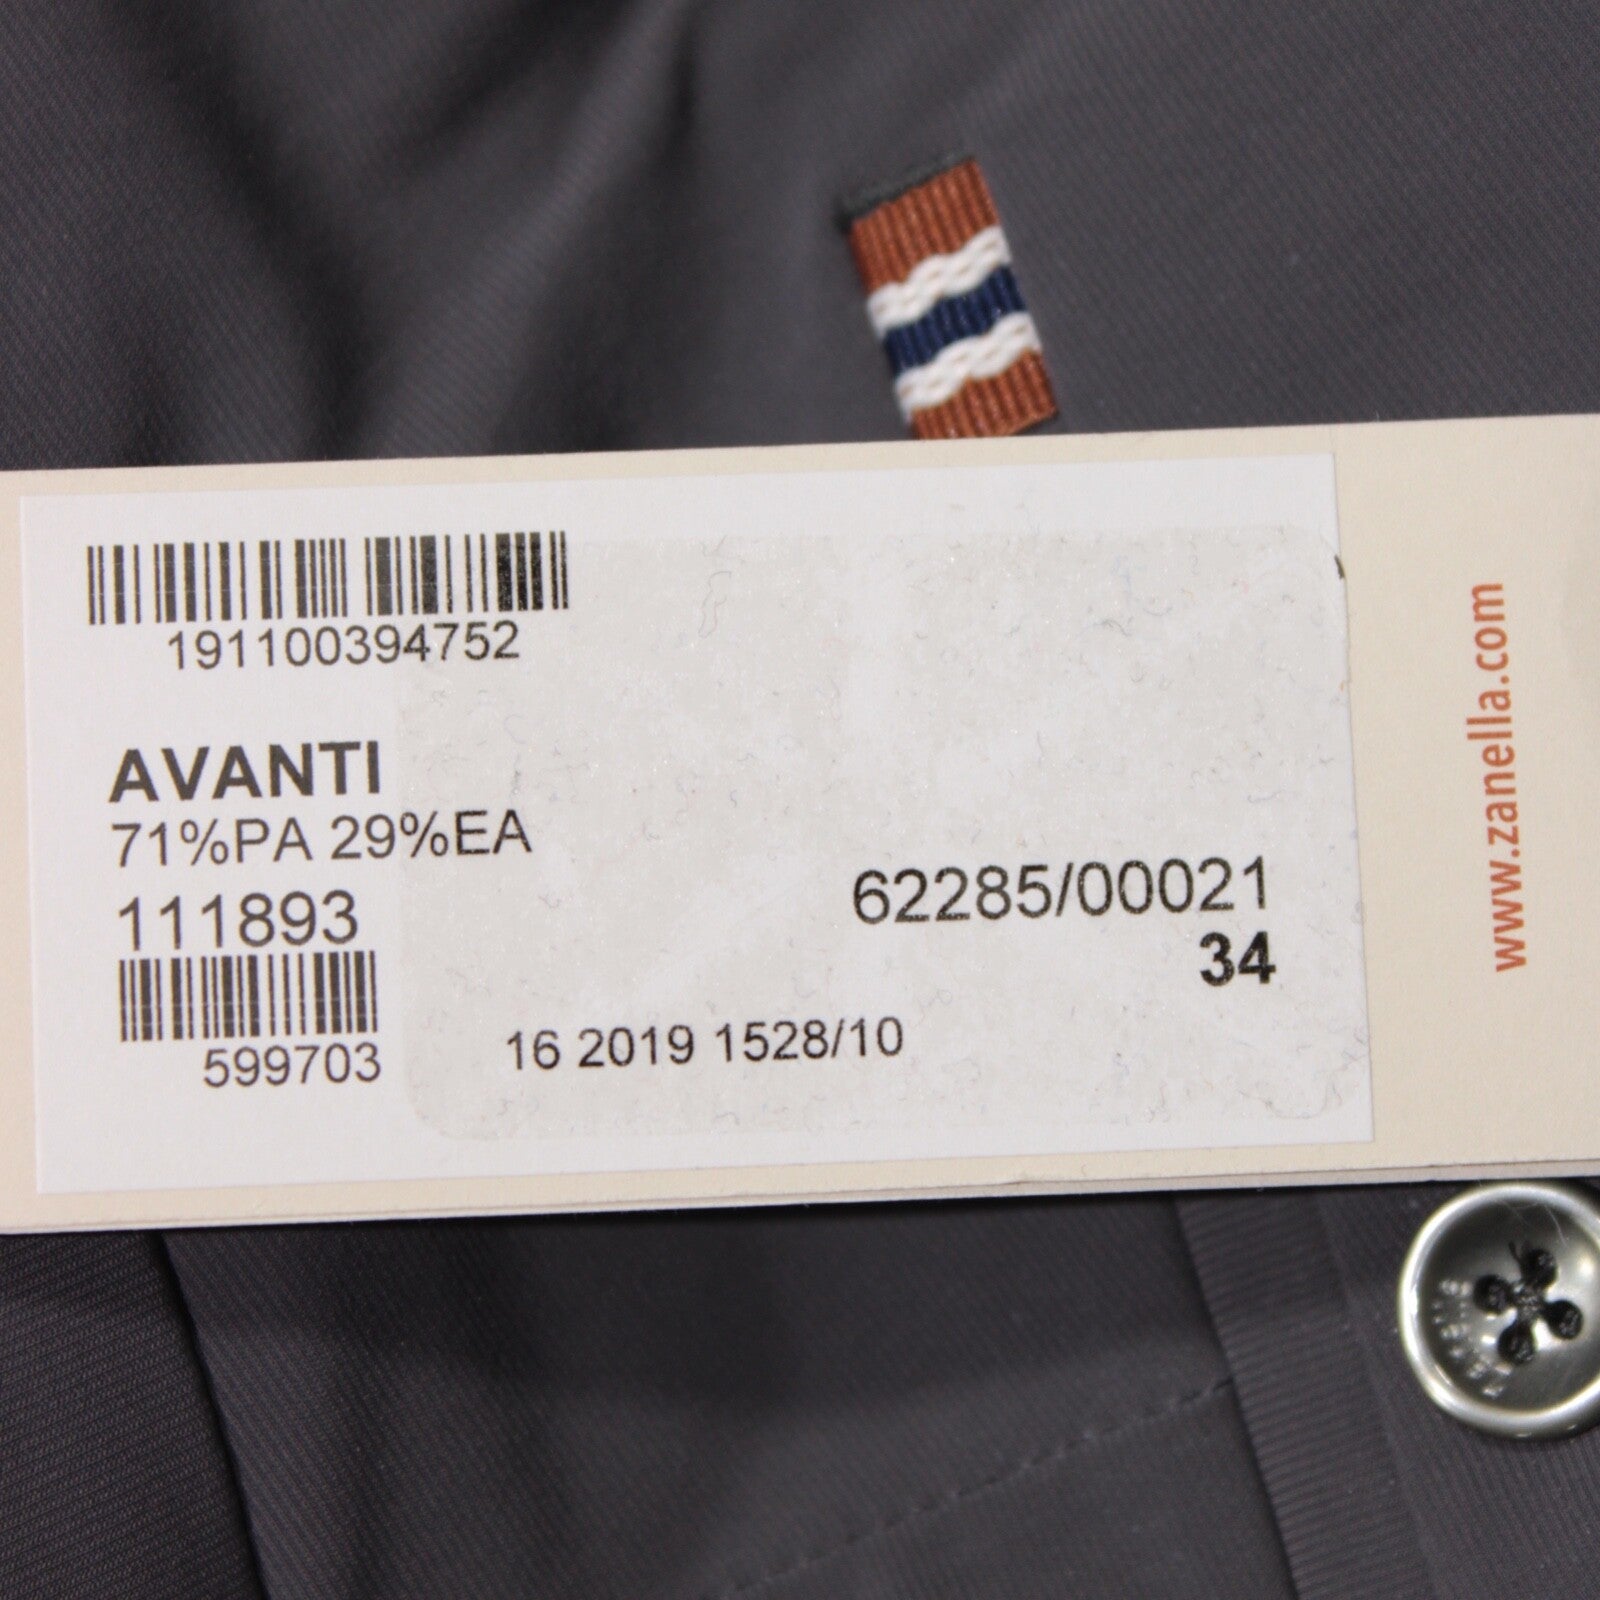 191100394752
AVANTI
71%PA 29%EA
111893
62285/00021
34
599703
16 2019 1528/10
www.zanella.com